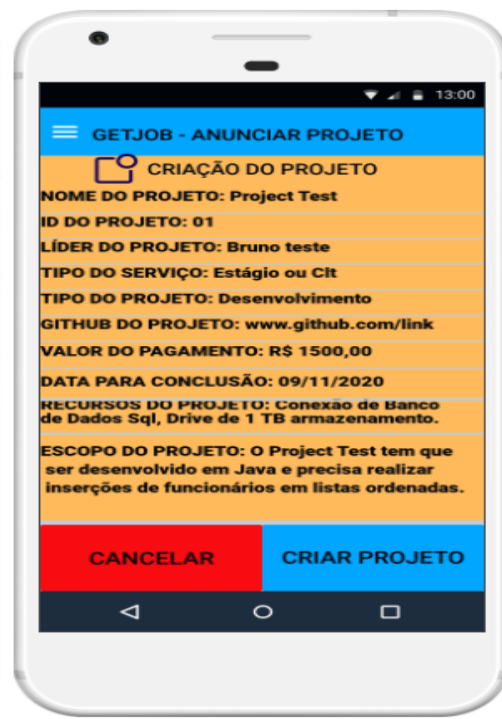 13:00
GETJOB - ANUNCIAR PROJETO
CRIAÇÃO DO PROJETO
NOME DO PROJETO: Project Test
ID DO PROJETO: 01
LÍDER DO PROJETO: Bruno teste
TIPO DO SERVIÇO: Estágio ou Clt
TIPO DO PROJETO: Desenvolvimento
GITHUB DO PROJETO: www.github.com/link
VALOR DO PAGAMENTO: R$ 1500,00
DATA PARA CONCLUSÃO: 09/11/2020
RECURSOS DO PROJETO: Conexão de Banco
de Dados Sql, Drive de 1 TB armazenamento.
ESCOPO DO PROJETO: O Project Test tem que
ser desenvolvido em Java e precisa realizar
inserções de funcionários em listas ordenadas.
CANCELAR
CRIAR PROJETO